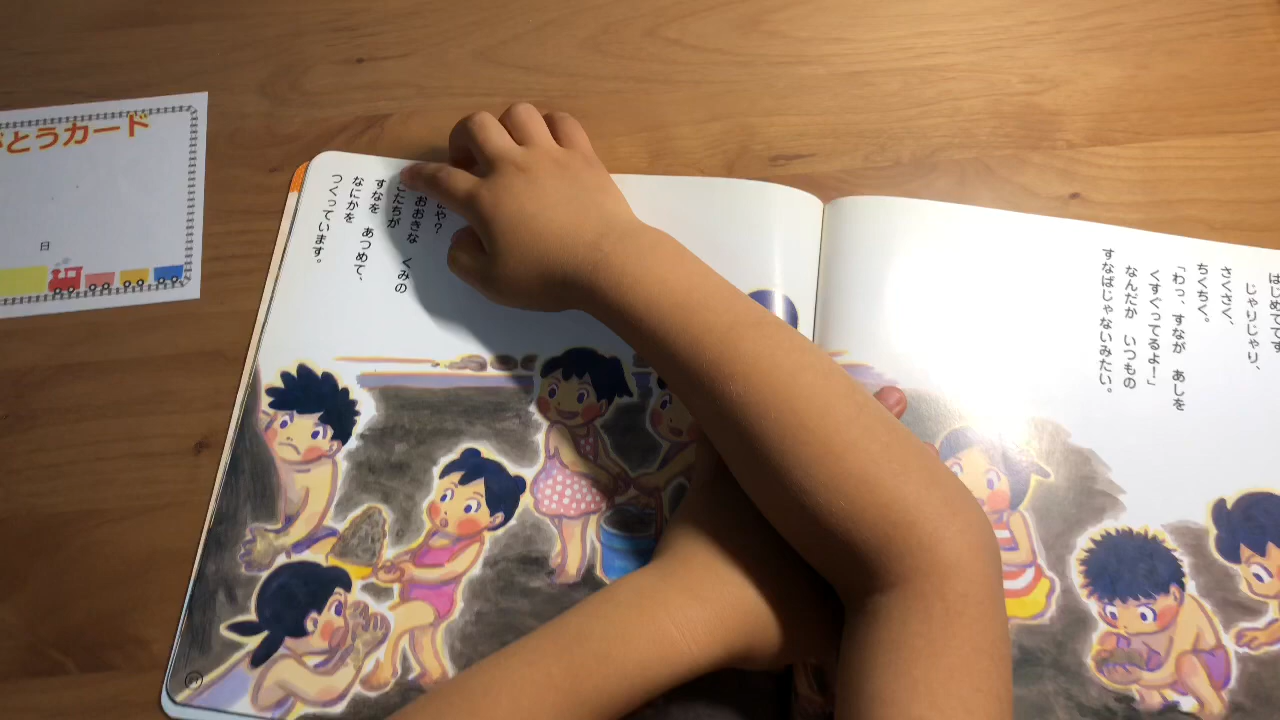 とうカード
日
はじめてです
じゃりじゃり、
さくさく、
ちくちく。
「わっ、すなが あしを
くすぐってるよ！」
なんだか いつもの
すなばじゃないみたい。
や？
おおきな くみの
こたちが
すなを あつめて、
なにかを
つくっています。